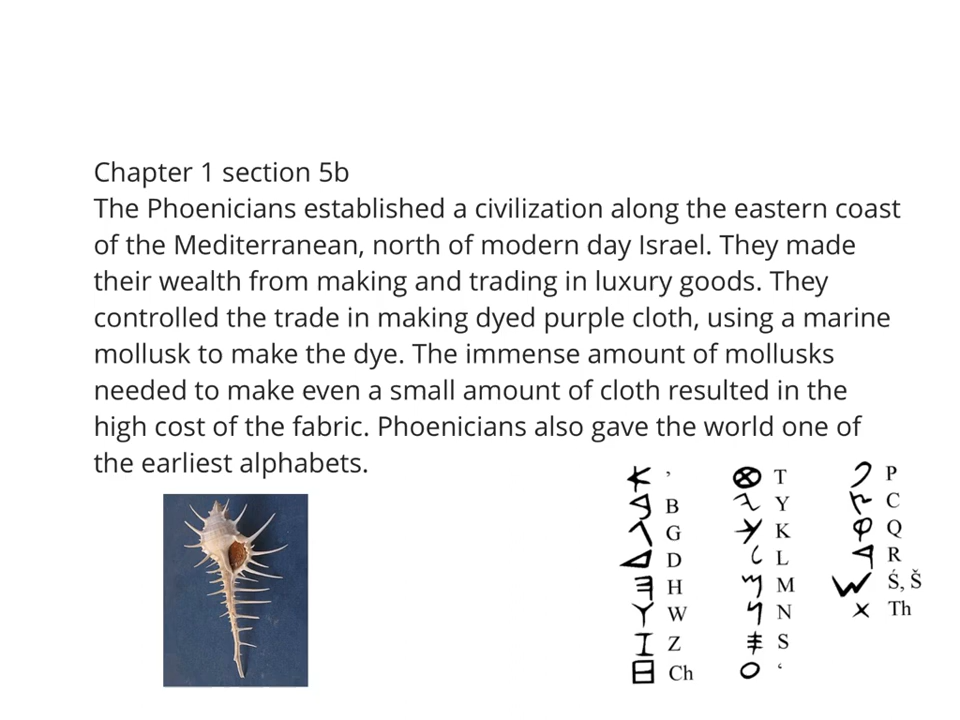 Chapter 1 section 5b
The Phoenicians established a civilization along the eastern coast
of the Mediterranean, north of modern day Israel. They made
their wealth from making and trading in luxury goods. They
controlled the trade in making dyed purple cloth, using a marine
mollusk to make the dye. The immense amount of mollusks
needed to make even a small amount of cloth resulted in the
high cost of the fabric. Phoenicians also gave the world one of
the earliest alphabets.
𐤀 ’
𐤁 B
𐤂 G
𐤃 D
𐤄 H
𐤅 W
𐤆 Z
𐤇 Ch
𐤈 T
𐤉 Y
𐤊 K
𐤋 L
𐤌 M
𐤍 N
𐤎 S
𐤏 ‘
𐤐 P
𐤑 C
𐤒 Q
𐤓 R
𐤔 Ś, Š
𐤕 Th